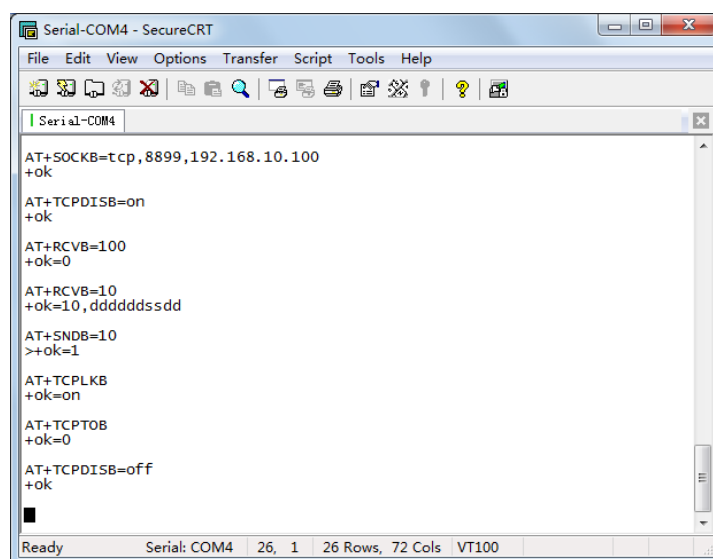 Serial-COM4 - SecureCRT
File Edit View Options Transfer Script Tools Help
Serial-COM4
AT+SOCKB=tcp,8899,192.168.10.100
+ok
AT+TCPDISB=on
+ok
AT+RCVB=100
+ok=0
AT+RCVB=10
+ok=10,ddddddssdd
AT+SNDB=10
>+ok=1
AT+TCPLKB
+ok=on
AT+TCPTOB
+ok=0
AT+TCPDISB=off
+ok
Ready Serial: COM4 26, 1 26 Rows, 72 Cols VT100